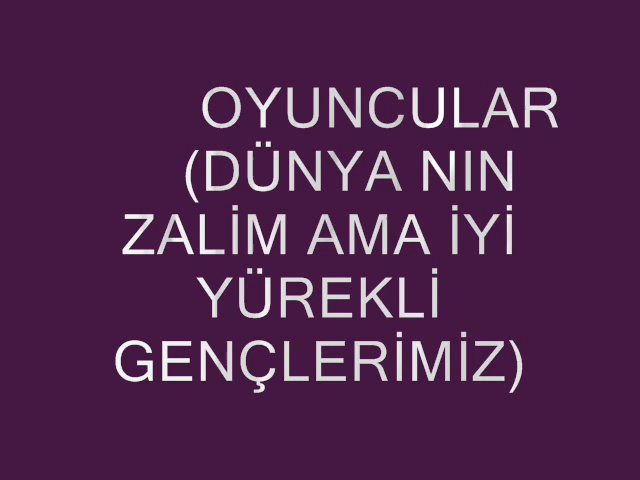 OYUNCULAR
(DÜNYA NIN
ZALİM AMA İYİ
YÜREKLİ
GENÇLERİMİZ)